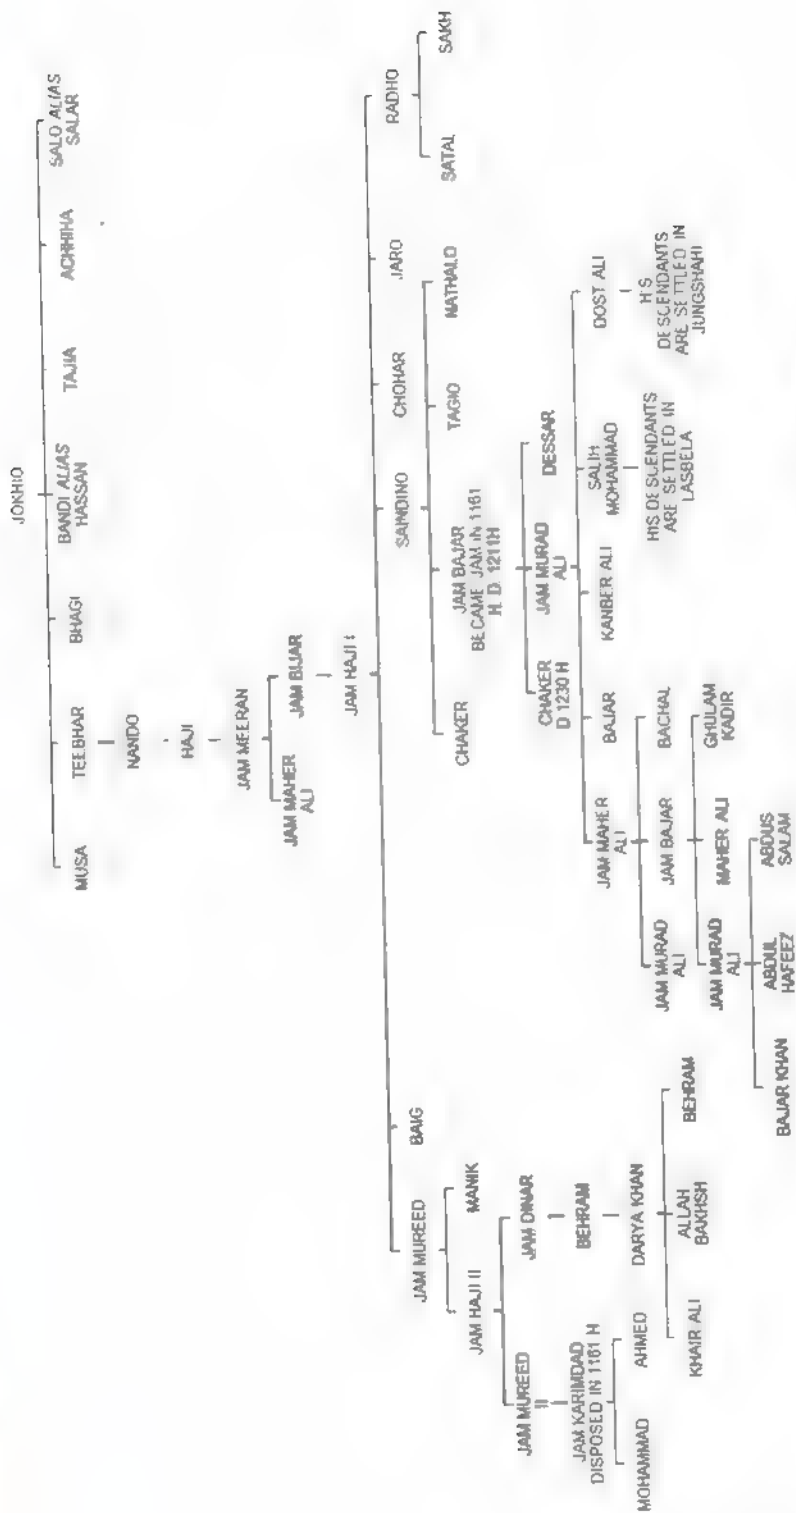 JOKHIO
MUSA
TEEBHAR
BHAGI
BANDI ALIAS
HASSAN
TAJIA
ACHHIHA
SALO ALIAS
SALAR
NANDO
HAJI
JAM MEERAN
JAM MAHER
ALI
JAM BIJAR
JAM HAJI I
JAM MUREED
BAIG
SAINDINO
CHOHAR
JARO
RADHO
JAM HAJI II
MANIK
CHAKER
JAM BAJAR
BECAME JAM IN 1161
H. D. 1211H
TAGIO
MATHALO
SATAL
SAKH
JAM MUREED
II
JAM DINAR
CHAKER
D 1230 H
JAM MURAD
ALI
DESSAR
JAM KARIMDAD
DISPOSED IN 1161 H
BEHRAM
JAM MAHER
ALI
BAJAR
KANBER ALI
SALIH
MOHAMMAD
DOST ALI
MOHAMMAD
AHMED
DARYA KHAN
JAM MURAD
ALI
JAM BAJAR
BACHAL
HIS DESCENDANTS
ARE SETTLED IN
LASBELA
HIS
DESCENDANTS
ARE SETTLED IN
JUNGSHAHI
KHAIR ALI
ALLAH
BAKHSH
BEHRAM
JAM MURAD
ALI
MAHER ALI
GHULAM
KADIR
BAJAR KHAN
ABDUL
HAFEEZ
ABDUS
SALAM